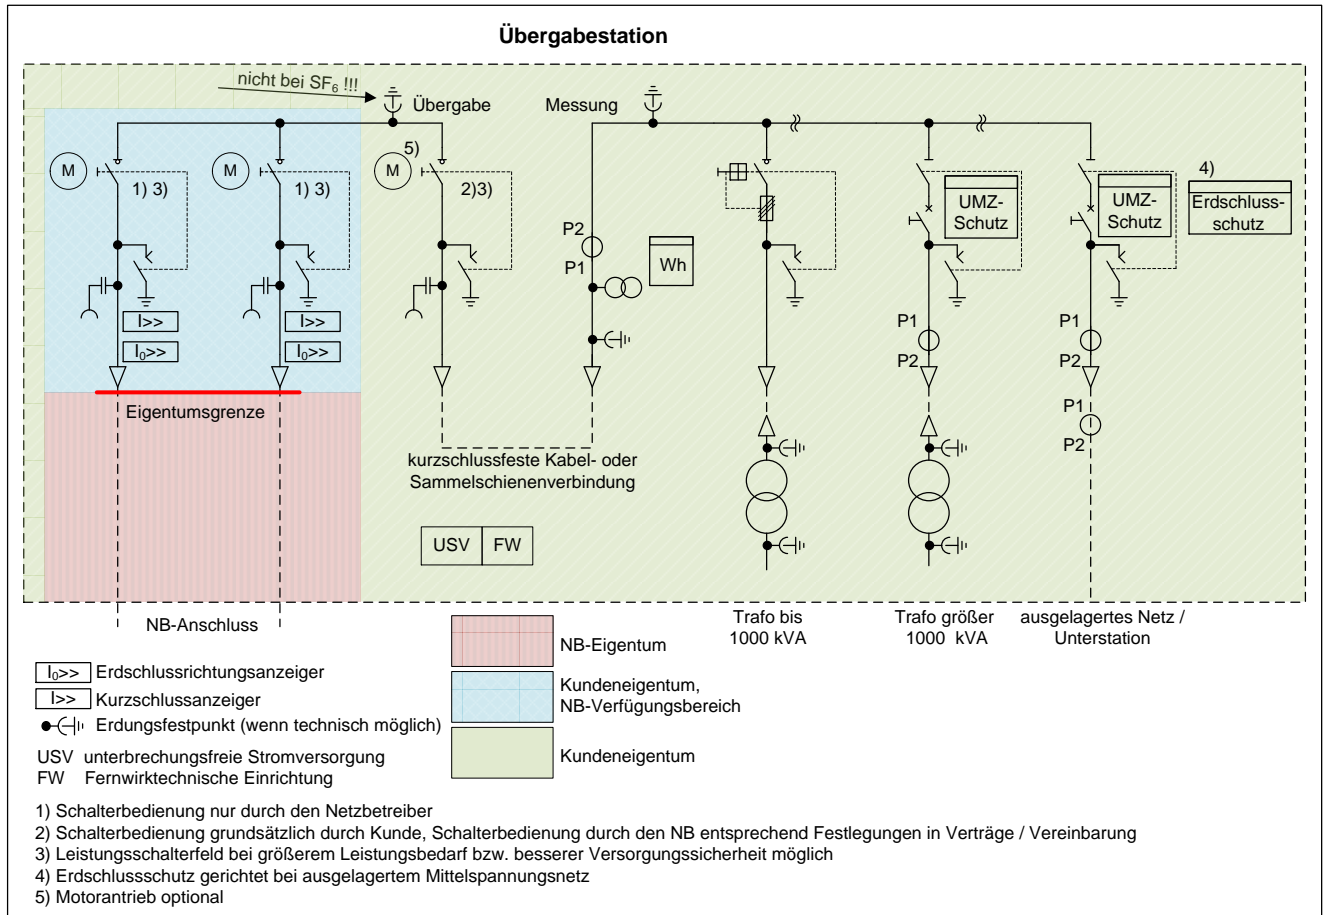 Übergabestation
nicht bei SF₆ !!!
Übergabe
Messung
M
1) 3)
M
1) 3)
5)
M
2)3)
P2
P1
Wh
UMZ-
Schutz
UMZ-
Schutz
4)
Erdschluss-
schutz
I>>
I₀>>
I>>
I₀>>
P1
P2
P1
P2
P1
P2
Eigentumsgrenze
kurzschlussfeste Kabel- oder
Sammelschienenverbindung
USV
FW
NB-Anschluss
Trafo bis
1000 kVA
Trafo größer
1000 kVA
ausgelagertes Netz /
Unterstation
NB-Eigentum
Kundeneigentum,
NB-Verfügungsbereich
Kundeneigentum
I₀>> Erdschlussrichtungsanzeiger
I>> Kurzschlussanzeiger
Erdungsfestpunkt (wenn technisch möglich)
USV unterbrechungsfreie Stromversorgung
FW Fernwirktechnische Einrichtung
1) Schalterbedienung nur durch den Netzbetreiber
2) Schalterbedienung grundsätzlich durch Kunde, Schalterbedienung durch den NB entsprechend Festlegungen in Verträge / Vereinbarung
3) Leistungsschalterfeld bei größerem Leistungsbedarf bzw. besserer Versorgungssicherheit möglich
4) Erdschlussschutz gerichtet bei ausgelagertem Mittelspannungsnetz
5) Motorantrieb optional